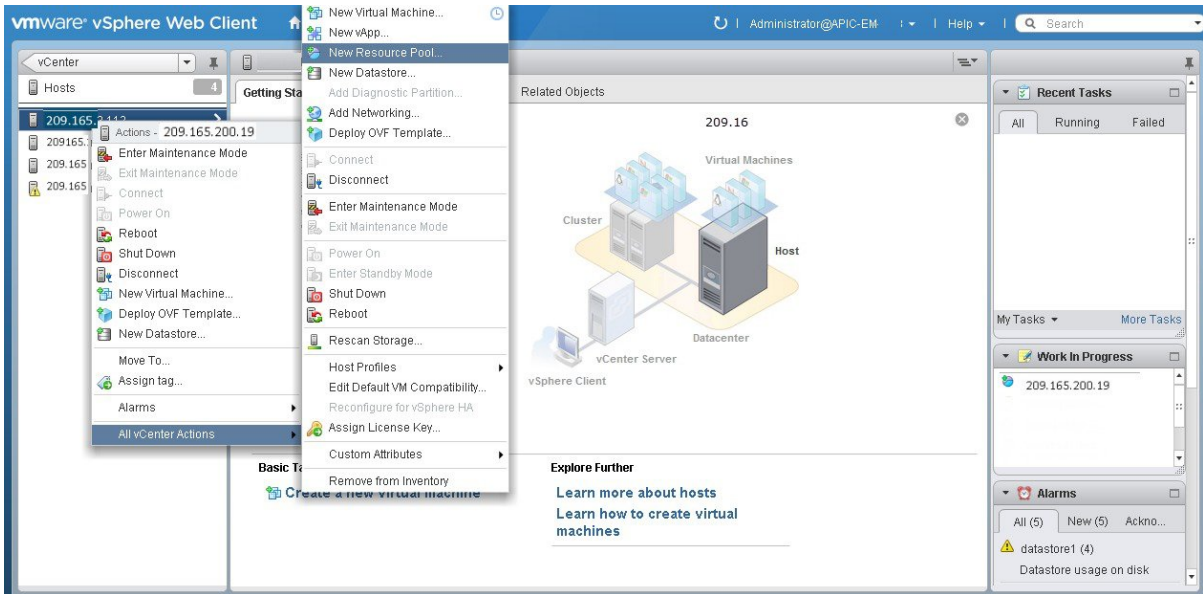 vmware® vSphere Web Client
Administrator@APIC-EM
Help
Search
vCenter
Hosts
4
209.165.
209165.
209.165
209.165
Actions - 209.165.200.19
Enter Maintenance Mode
Exit Maintenance Mode
Connect
Power On
Reboot
Shut Down
Disconnect
New Virtual Machine...
Deploy OVF Template...
New Datastore...
Move To...
Assign tag...
Alarms
All vCenter Actions
New Virtual Machine...
New vApp...
New Resource Pool...
New Datastore...
Add Diagnostic Partition...
Add Networking...
Deploy OVF Template...
Connect
Disconnect
Enter Maintenance Mode
Exit Maintenance Mode
Power On
Enter Standby Mode
Shut Down
Reboot
Rescan Storage...
Host Profiles
Edit Default VM Compatibility...
Reconfigure for vSphere HA
Assign License Key...
Custom Attributes
Remove from Inventory
Getting Sta
Related Objects
209.16
Virtual Machines
Cluster
Host
Datacenter
vCenter Server
vSphere Client
Basic Ta
Create a new virtual machine
Explore Further
Learn more about hosts
Learn how to create virtual
machines
Recent Tasks
All Running Failed
My Tasks More Tasks
Work In Progress
209.165.200.19
Alarms
All (5) New (5) Ackno...
datastore1 (4)
Datastore usage on disk